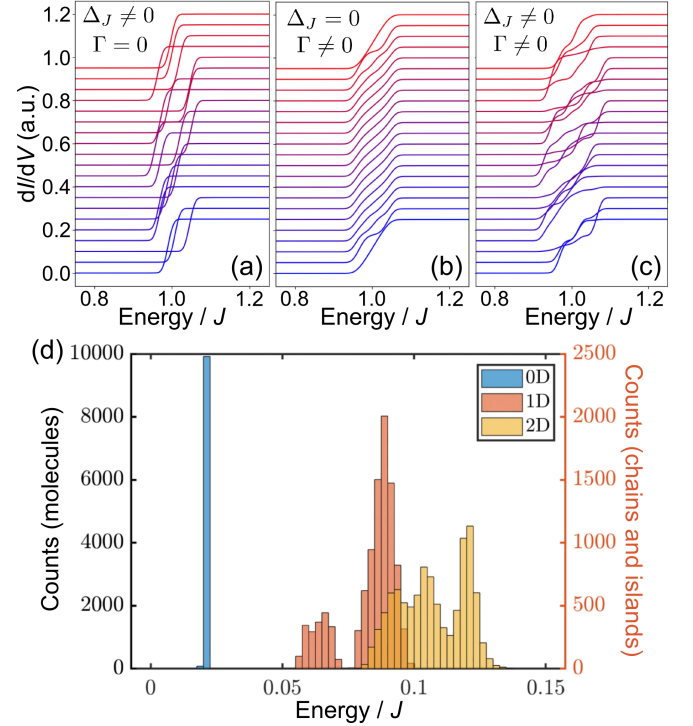 Δ_J ≠ 0
Γ = 0
Δ_J = 0
Γ ≠ 0
Δ_J ≠ 0
Γ ≠ 0
dI/dV (a.u.)
1.2
1.0
0.8
0.6
0.4
0.2
0.0
(a)
(b)
(c)
0.8 1.0 1.2
0.8 1.0 1.2
0.8 1.0 1.2
Energy / J
Energy / J
Energy / J
(d)
Counts (molecules)
10000
8000
6000
4000
2000
0
0D
1D
2D
2500
2000
1500
1000
500
0
Counts (chains and islands)
0 0.05 0.1 0.15
Energy / J